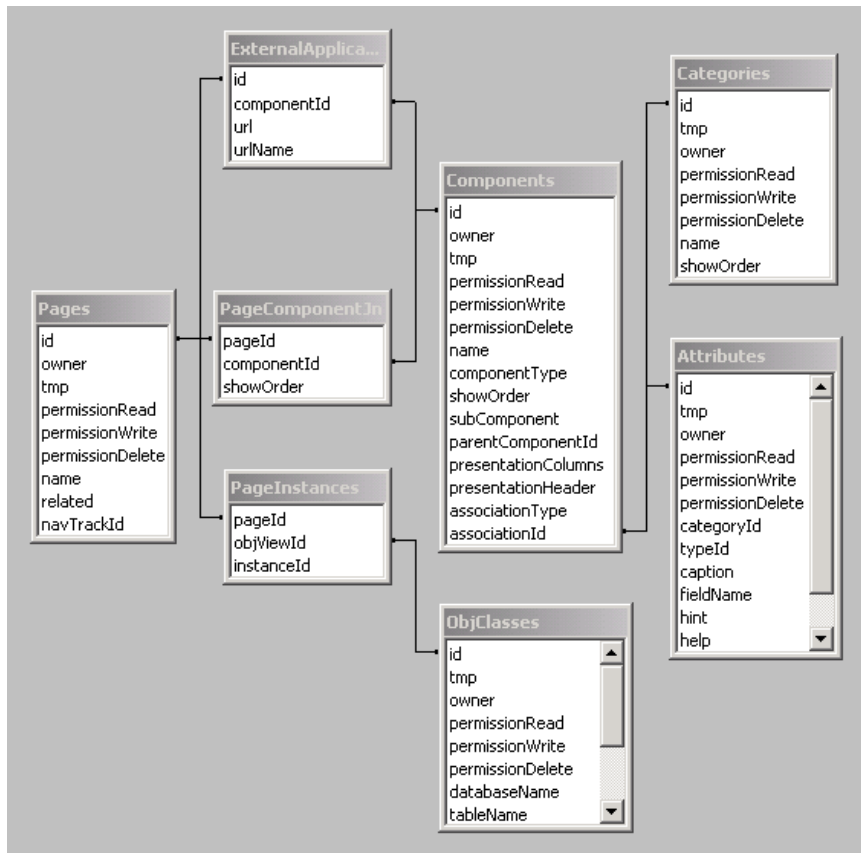 ExternalApplica...
id
componentId
url
urlName
Pages
id
owner
tmp
permissionRead
permissionWrite
permissionDelete
name
related
navTrackId
PageComponentJn
pageId
componentId
showOrder
PageInstances
pageId
objViewId
instanceId
Components
id
owner
tmp
permissionRead
permissionWrite
permissionDelete
name
componentType
showOrder
subComponent
parentComponentId
presentationColumns
presentationHeader
associationType
associationId
ObjClasses
id
tmp
owner
permissionRead
permissionWrite
permissionDelete
databaseName
tableName
Categories
id
tmp
owner
permissionRead
permissionWrite
permissionDelete
name
showOrder
Attributes
id
tmp
owner
permissionRead
permissionWrite
permissionDelete
categoryId
typeId
caption
fieldName
hint
help